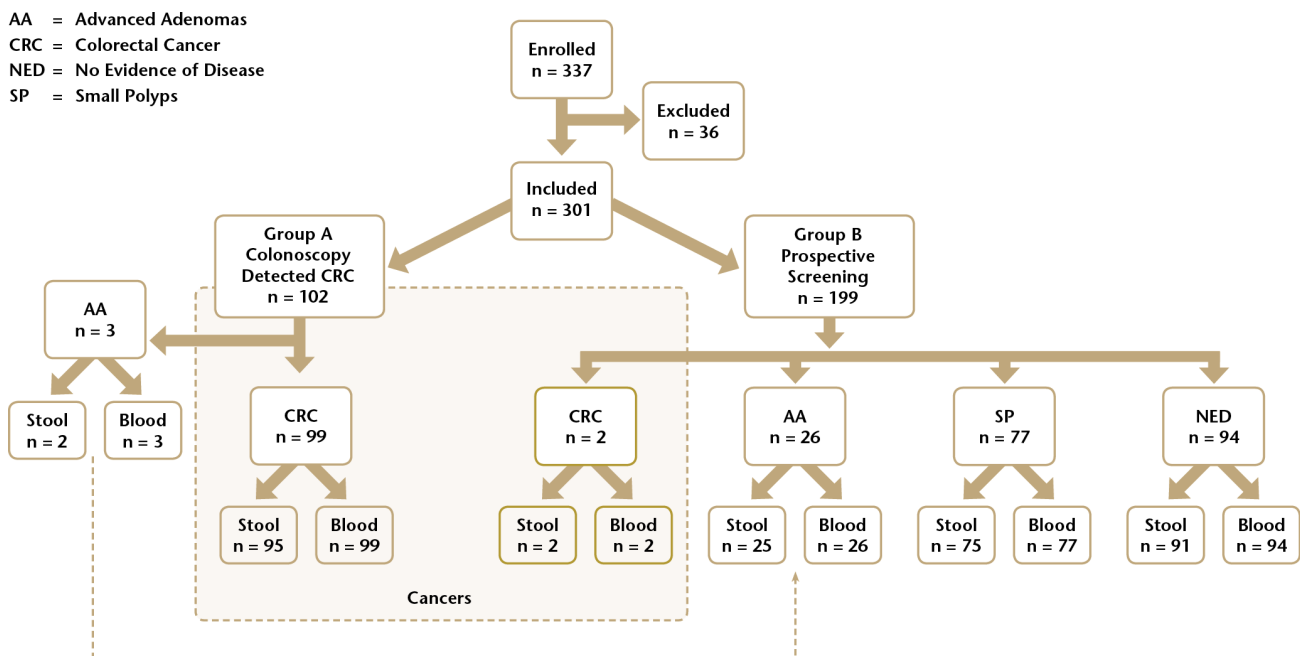 AA = Advanced Adenomas
CRC = Colorectal Cancer
NED = No Evidence of Disease
SP = Small Polyps
Enrolled
n = 337
Excluded
n = 36
Included
n = 301
Group A
Colonoscopy
Detected CRC
n = 102
Group B
Prospective
Screening
n = 199
AA
n = 3
Stool
n = 2
Blood
n = 3
CRC
n = 99
Stool
n = 95
Blood
n = 99
CRC
n = 2
Stool
n = 2
Blood
n = 2
AA
n = 26
Stool
n = 25
Blood
n = 26
SP
n = 77
Stool
n = 75
Blood
n = 77
NED
n = 94
Stool
n = 91
Blood
n = 94
Cancers